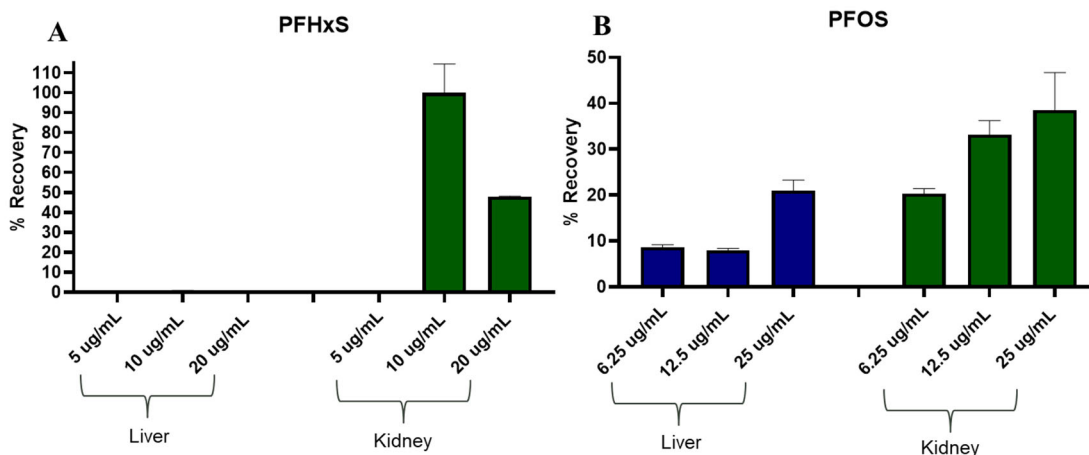 A
PFHxS
% Recovery
110
100
90
80
70
60
50
40
30
20
10
0
5 ug/mL
10 ug/mL
20 ug/mL
5 ug/mL
10 ug/mL
20 ug/mL
Liver
Kidney
B
PFOS
% Recovery
50
40
30
20
10
0
6.25 ug/mL
12.5 ug/mL
25 ug/mL
6.25 ug/mL
12.5 ug/mL
25 ug/mL
Liver
Kidney